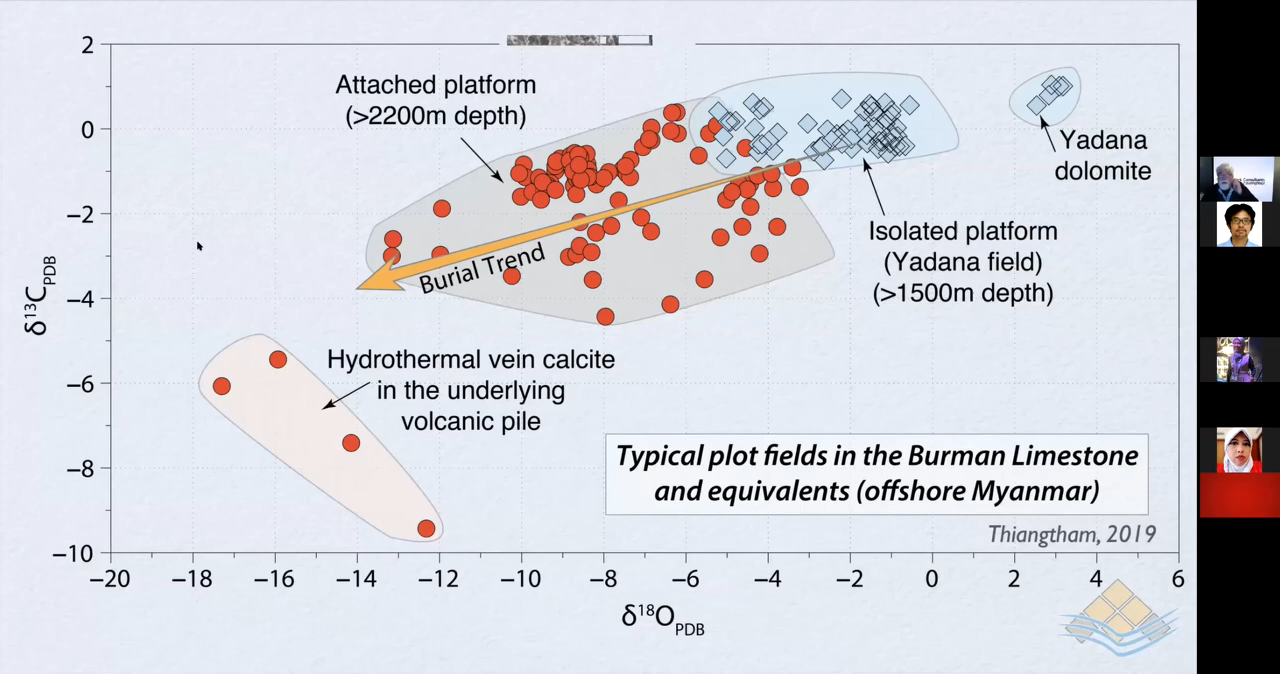 2
0
−2
−4
−6
−8
−10
−20
−18
−16
−14
−12
−10
−8
−6
−4
−2
0
2
4
6
δ¹³C_PDB
δ¹⁸O_PDB
Attached platform
(>2200m depth)
Yadana
dolomite
Isolated platform
(Yadana field)
(>1500m depth)
Burial Trend
Hydrothermal vein calcite
in the underlying
volcanic pile
Typical plot fields in the Burman Limestone
and equivalents (offshore Myanmar)
Thiangtham, 2019